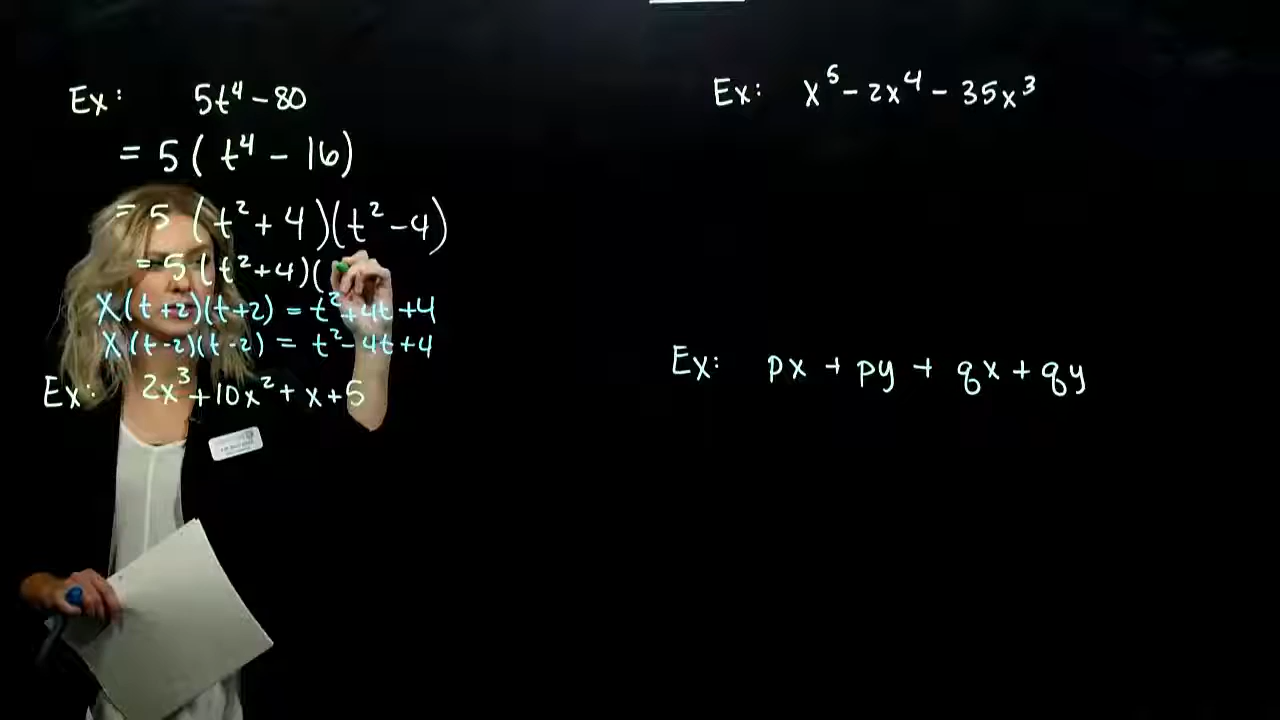 Ex: 5t⁴ - 80
= 5 ( t⁴ - 16)
= 5 (t² + 4)(t² - 4)
= 5 (t² + 4)(
X (t + 2)(t + 2) = t² + 4t + 4
X (t - 2)(t - 2) = t² - 4t + 4
Ex: 2x³ + 10x² + x + 5
Ex: x⁵ - 2x⁴ - 35x³
Ex: px + py + qx + qy